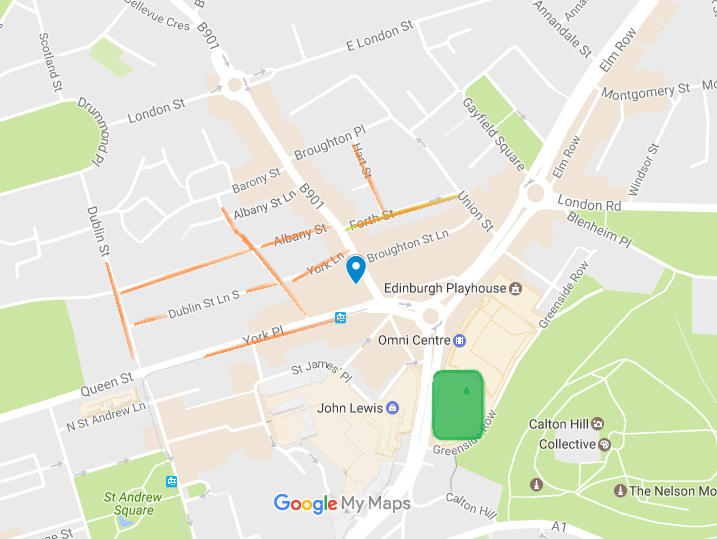 Bellevue Cres
B901
E London St
Annandale St
Ann
Elm Row
Scotland St
London St
Drummond Pl
Montgomery St
Mo
Gayfield Square
Broughton Pl
Hart St
Elm Row
Windsor St
Barony St
B901
Albany St Ln
London Rd
Union St
Forth St
Blenheim Pl
Dublin St
Albany St
Broughton St Ln
York Ln
Greenside Row
Edinburgh Playhouse
Dublin St Ln S
York Pl
Omni Centre
St James' Pl
Queen St
John Lewis
N St Andrew Ln
Greenside Row
Calton Hill
Collective
St Andrew
Square
The Nelson Mo
Calton Hill
Google My Maps
A1
se St